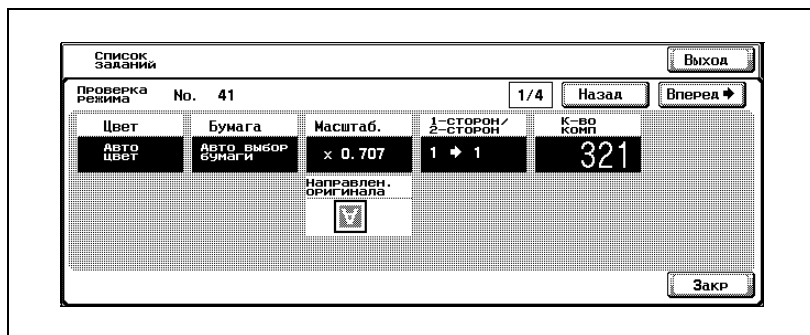 Список
заданий
Выход
Проверка
режима
No. 41
1/4
Назад
Вперед ➧
Цвет
Бумага
Масштаб.
1-сторон/
2-сторон
К-во
комп
Авто
цвет
Авто выбор
бумаги
× 0.707
1 ➧ 1
321
Направлен.
оригинала
Закр